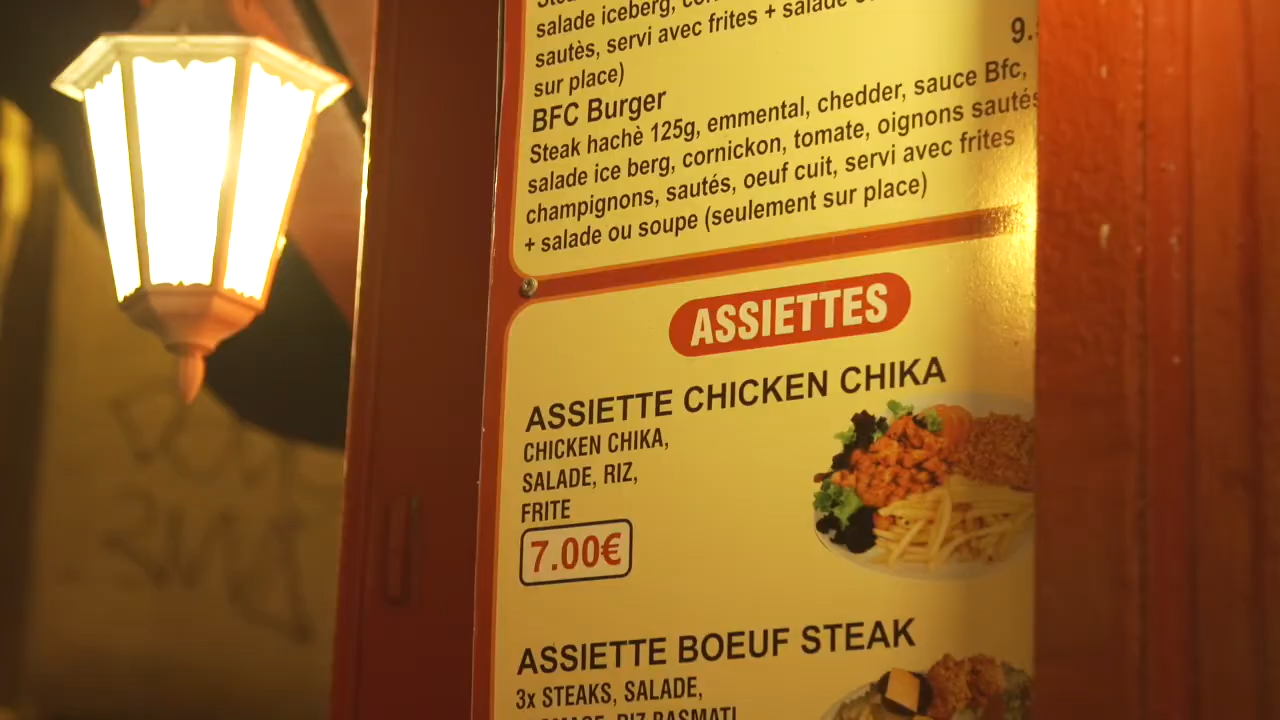 salade iceberg,
sautès, servi avec frites + salade
sur place)
9.
BFC Burger
Steak hachè 125g, emmental, chedder, sauce Bfc,
salade ice berg, cornickon, tomate, oignons sautés
champignons, sautés, oeuf cuit, servi avec frites
+ salade ou soupe (seulement sur place)
ASSIETTES
ASSIETTE CHICKEN CHIKA
CHICKEN CHIKA,
SALADE, RIZ,
FRITE
7.00€
ASSIETTE BOEUF STEAK
3x STEAKS, SALADE,
RIZ BASMATI